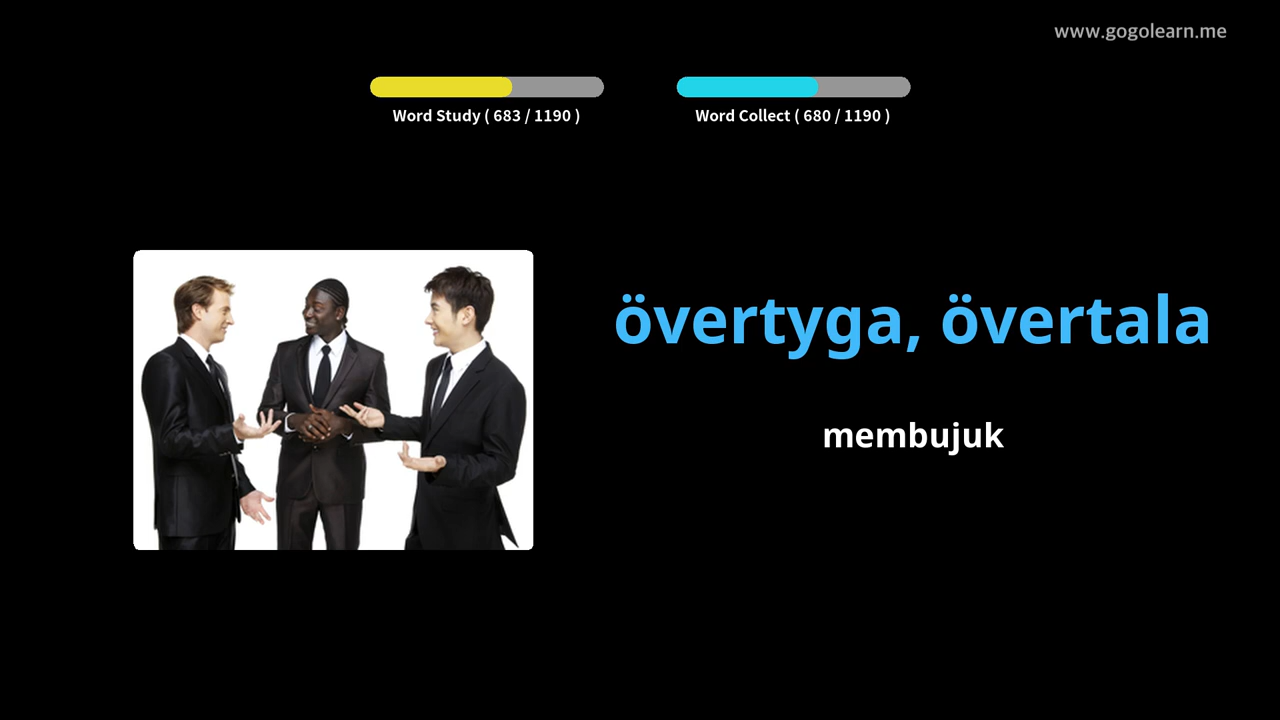 www.gogolearn.me
Word Study ( 683 / 1190 )
Word Collect ( 680 / 1190 )
övertyga, övertala
membujuk